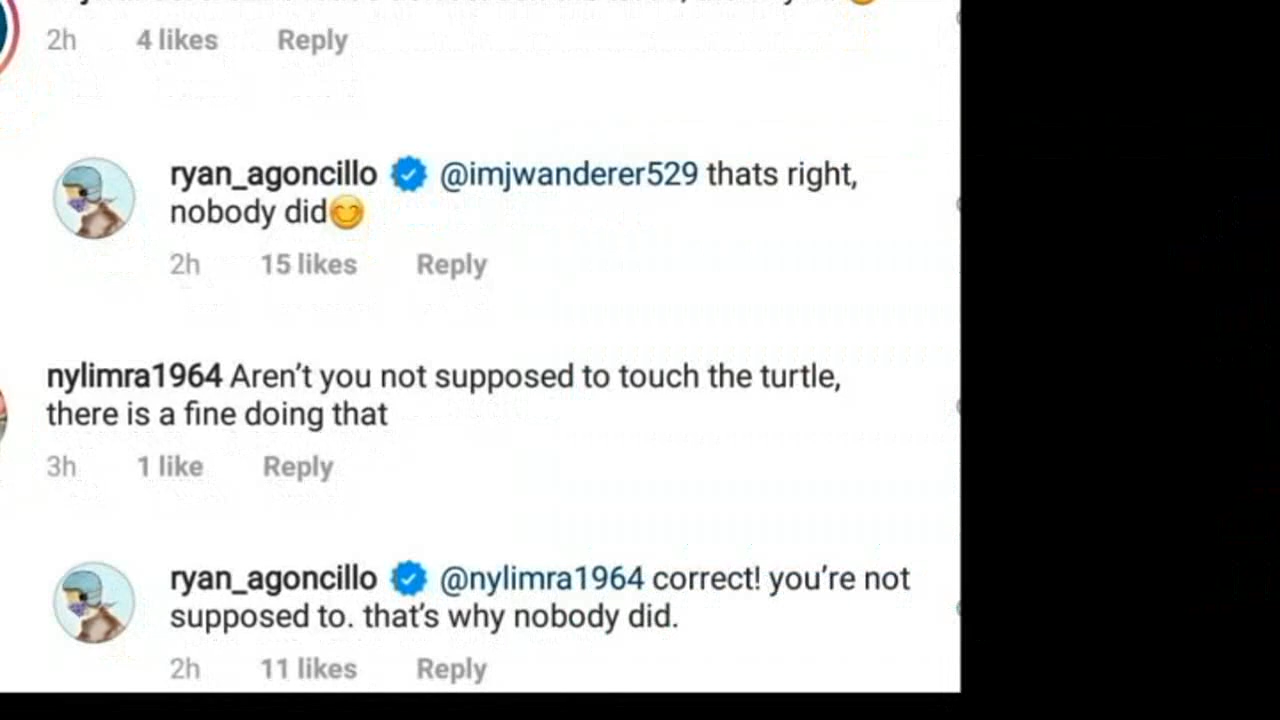 2h 4 likes Reply
ryan_agoncillo @imjwanderer529 thats right,
nobody did😊
2h 15 likes Reply
nylimra1964 Aren't you not supposed to touch the turtle,
there is a fine doing that
3h 1 like Reply
ryan_agoncillo @nylimra1964 correct! you're not
supposed to. that's why nobody did.
2h 11 likes Reply